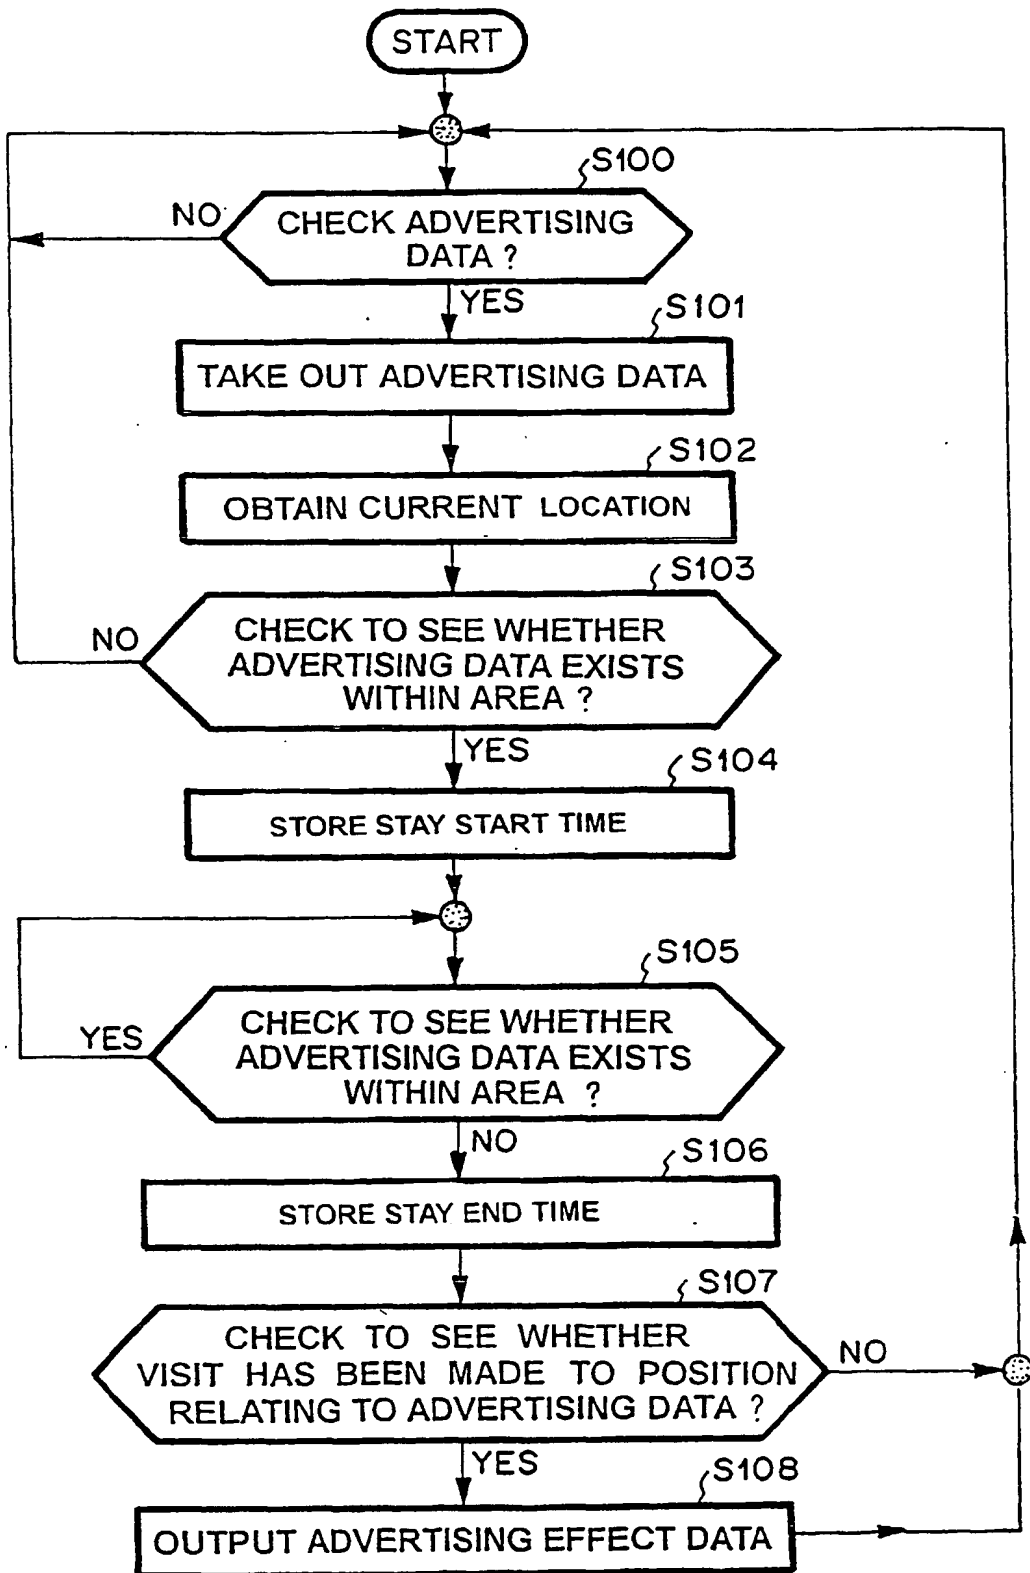 START
S100
NO
CHECK ADVERTISING
DATA ?
YES
S101
TAKE OUT ADVERTISING DATA
S102
OBTAIN CURRENT LOCATION
S103
NO
CHECK TO SEE WHETHER
ADVERTISING DATA EXISTS
WITHIN AREA ?
YES
S104
STORE STAY START TIME
S105
YES
CHECK TO SEE WHETHER
ADVERTISING DATA EXISTS
WITHIN AREA ?
NO
S106
STORE STAY END TIME
S107
CHECK TO SEE WHETHER
VISIT HAS BEEN MADE TO POSITION
RELATING TO ADVERTISING DATA ?
NO
YES
S108
OUTPUT ADVERTISING EFFECT DATA